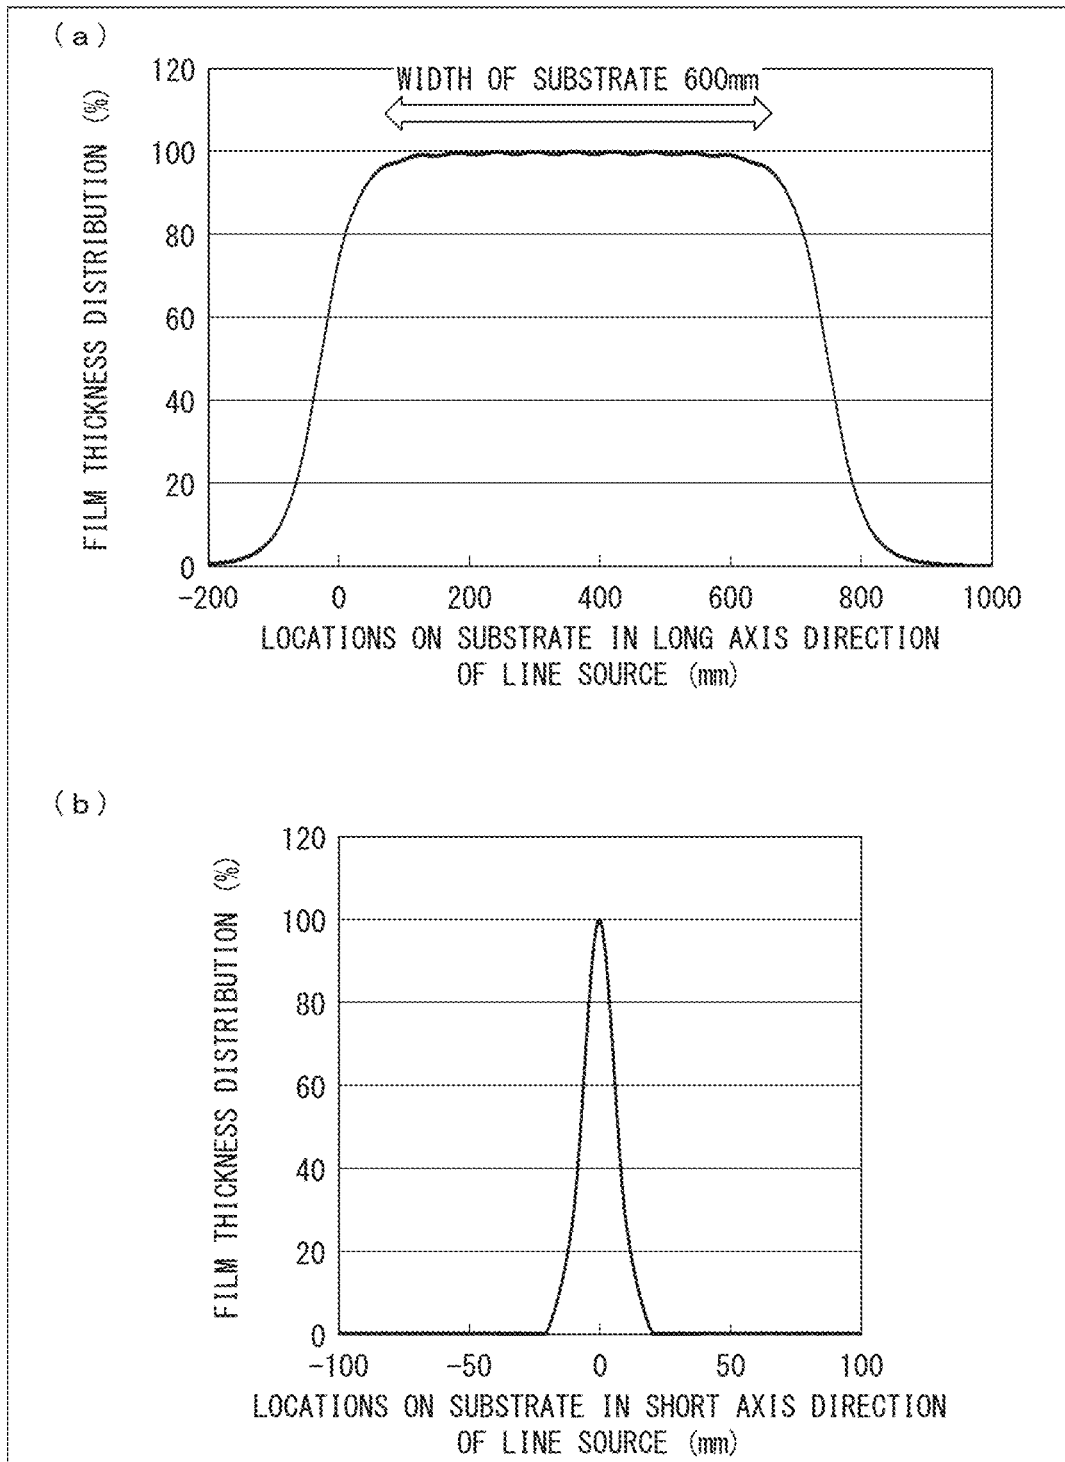 (a)
WIDTH OF SUBSTRATE 600mm
FILM THICKNESS DISTRIBUTION (%)
120
100
80
60
40
20
0
-200 0 200 400 600 800 1000
LOCATIONS ON SUBSTRATE IN LONG AXIS DIRECTION
OF LINE SOURCE (mm)
(b)
FILM THICKNESS DISTRIBUTION (%)
120
100
80
60
40
20
0
-100 -50 0 50 100
LOCATIONS ON SUBSTRATE IN SHORT AXIS DIRECTION
OF LINE SOURCE (mm)